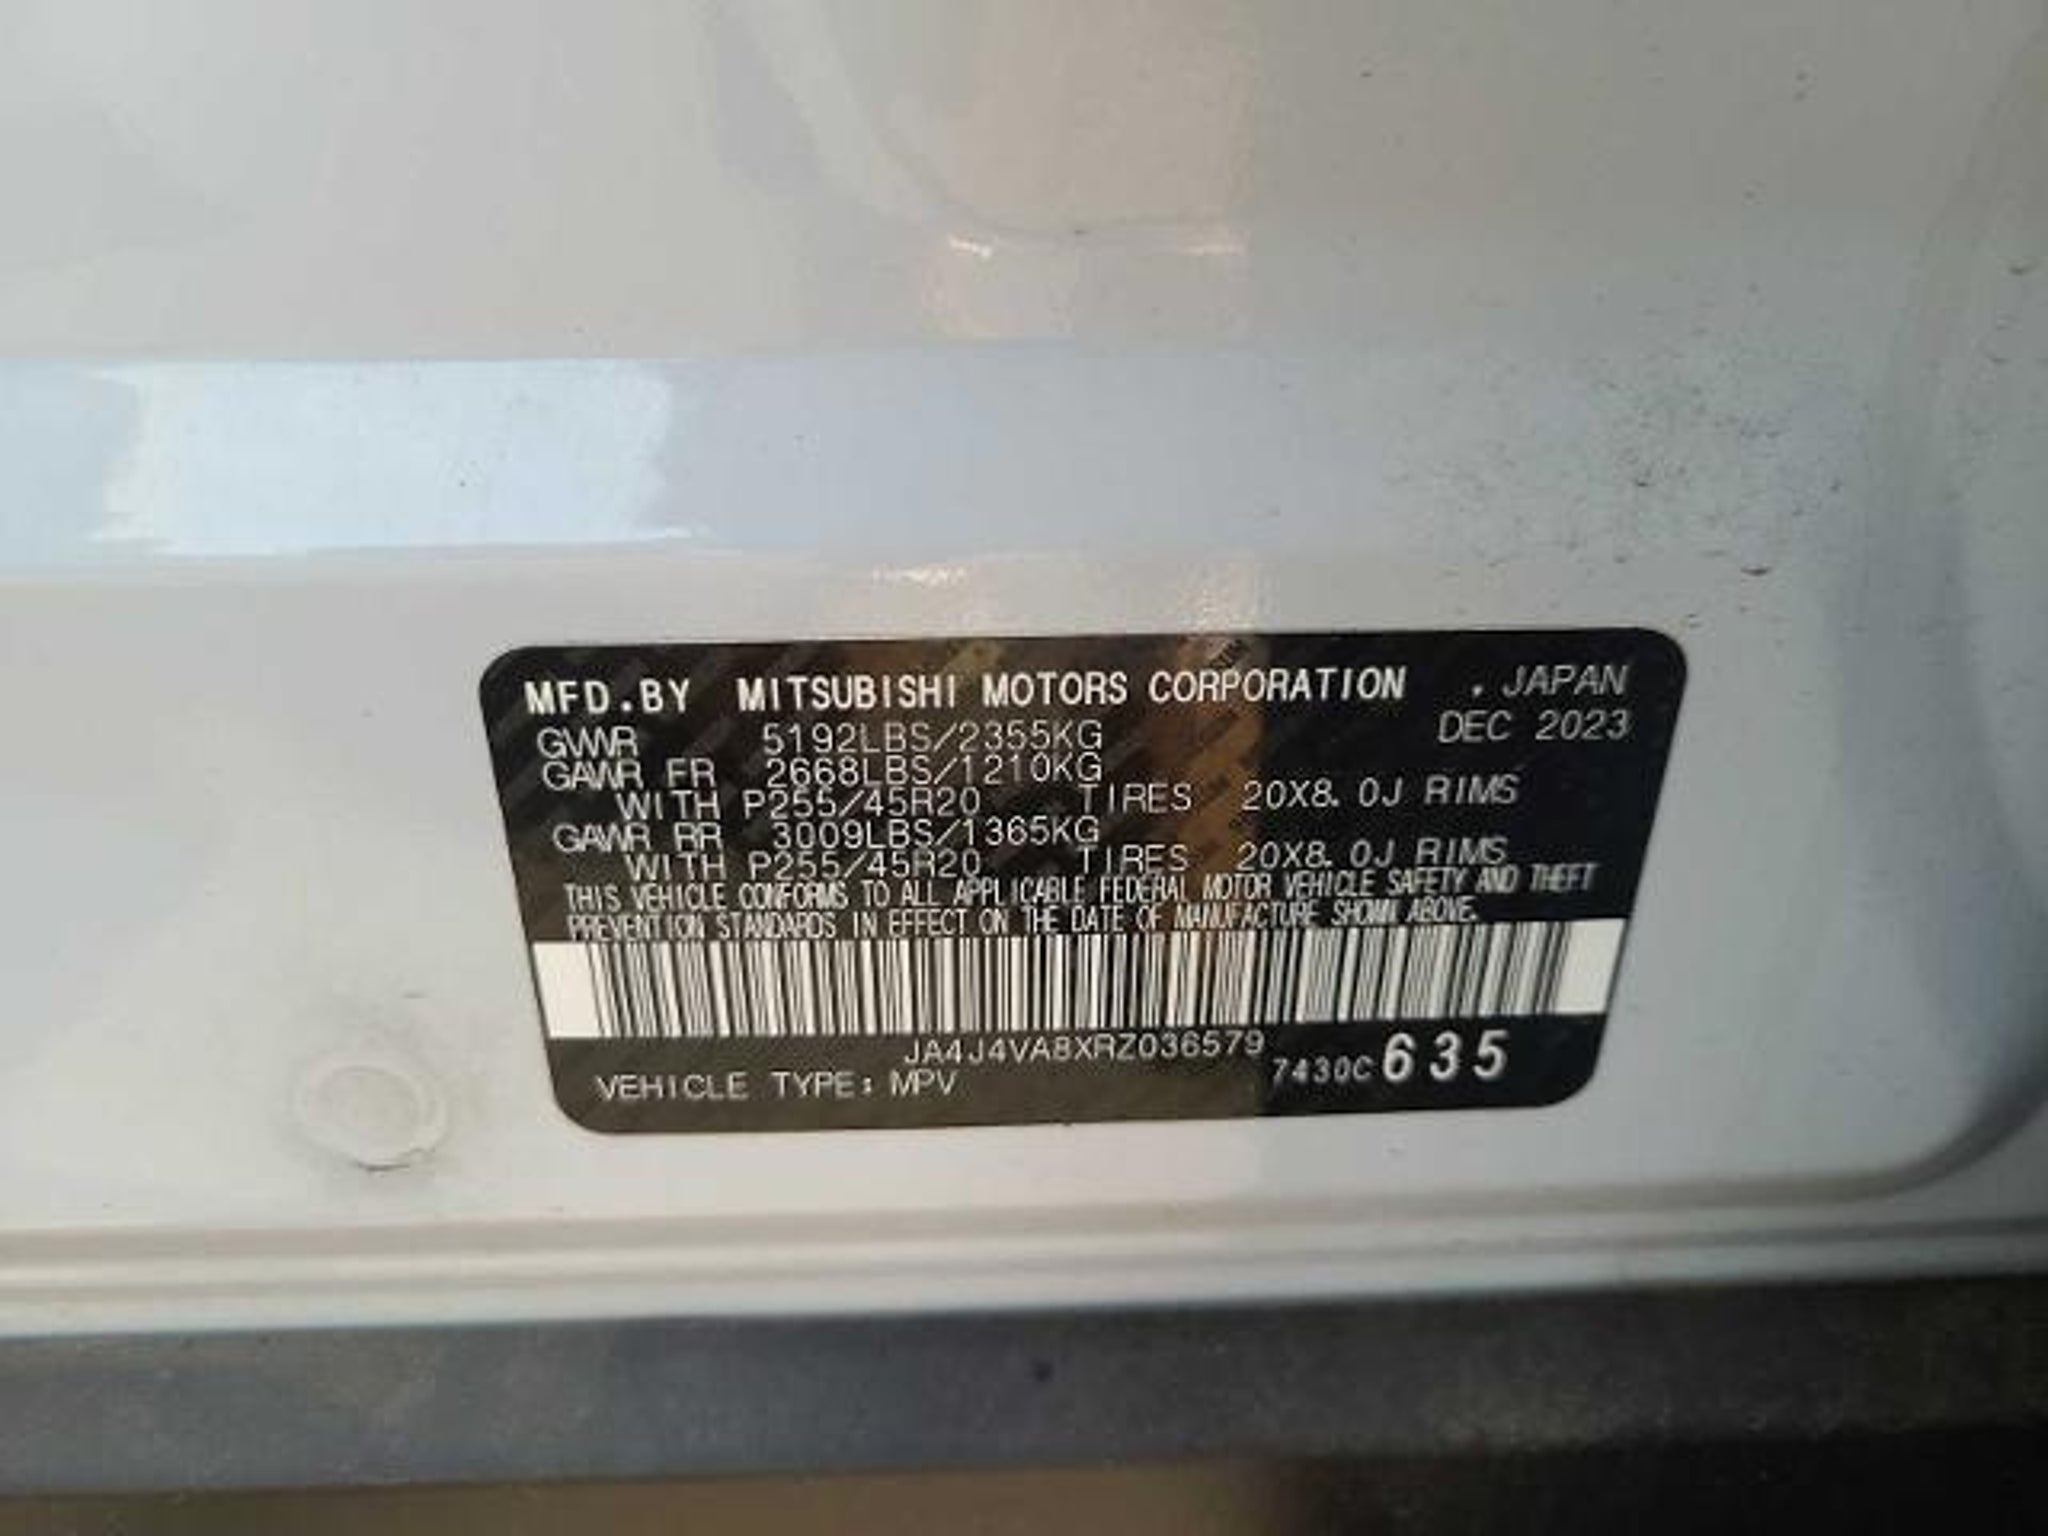 MFD.BY MITSUBISHI MOTORS CORPORATION . JAPAN
DEC 2023
GVWR 5192LBS/2355KG
GAWR FR 2668LBS/1210KG
WITH P255/45R20 TIRES 20X8.0J RIMS
GAWR RR 3009LBS/1365KG
WITH P255/45R20 TIRES 20X8.0J RIMS
THIS VEHICLE CONFORMS TO ALL APPLICABLE FEDERAL MOTOR VEHICLE SAFETY AND THEFT
PREVENTION STANDARDS IN EFFECT ON THE DATE OF MANUFACTURE SHOWN ABOVE.
JA4J4VA8XRZ036579
VEHICLE TYPE: MPV 7430C635